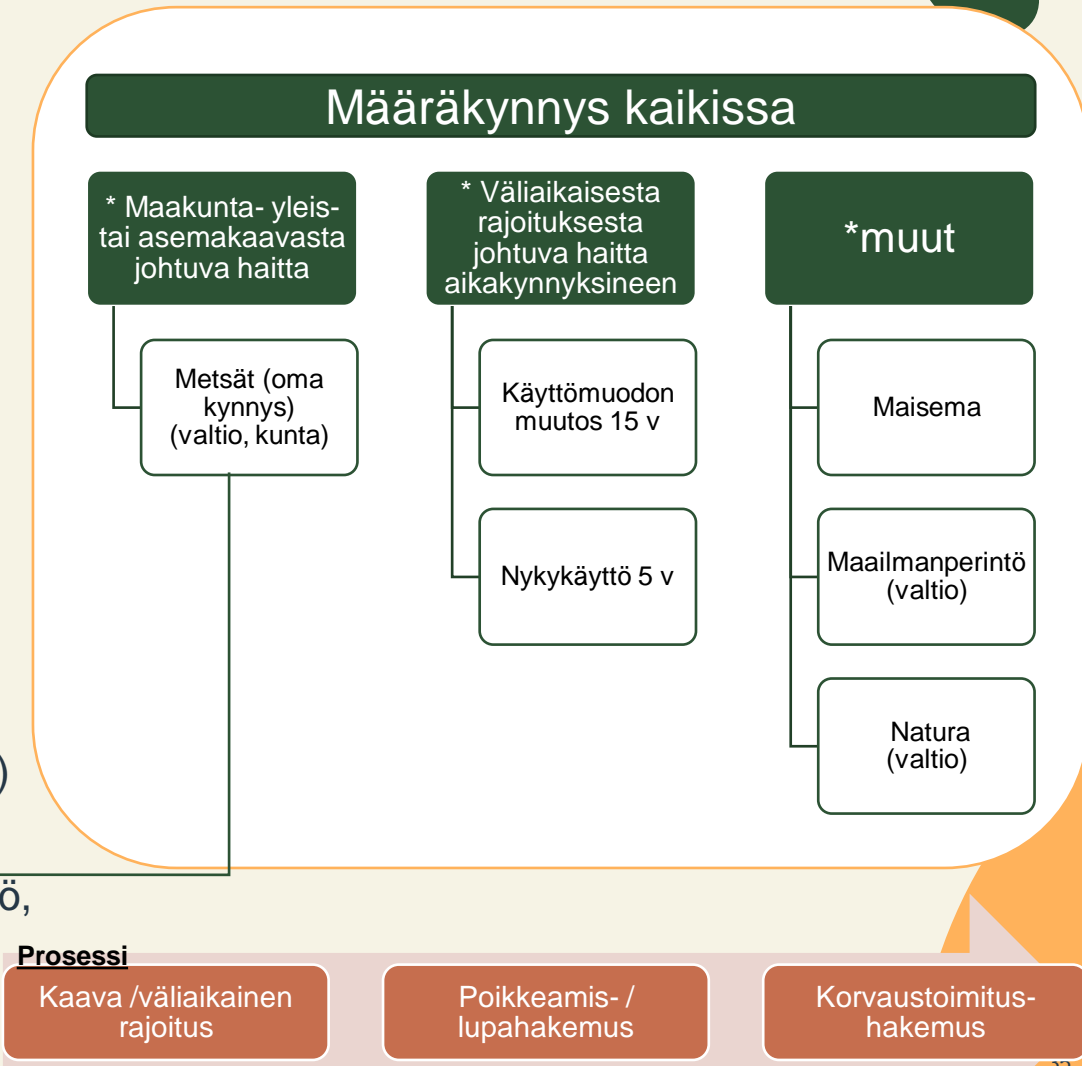 Määräkynnys kaikissa
* Maakunta- yleis-
tai asemakaavasta
johtuva haitta
Metsät (oma
kynnys)
(valtio, kunta)
* Väliaikaisesta
rajoituksesta
johtuva haitta
aikakynnyksineen
Käyttömuodon
muutos 15 v
Nykykäyttö 5 v
*muut
Maisema
Maailmanperintö
(valtio)
Natura
(valtio)
)
ö,
Prosessi
Kaava /väliaikainen
rajoitus
Poikkeamis- /
lupahakemus
Korvaustoimitus-
hakemus